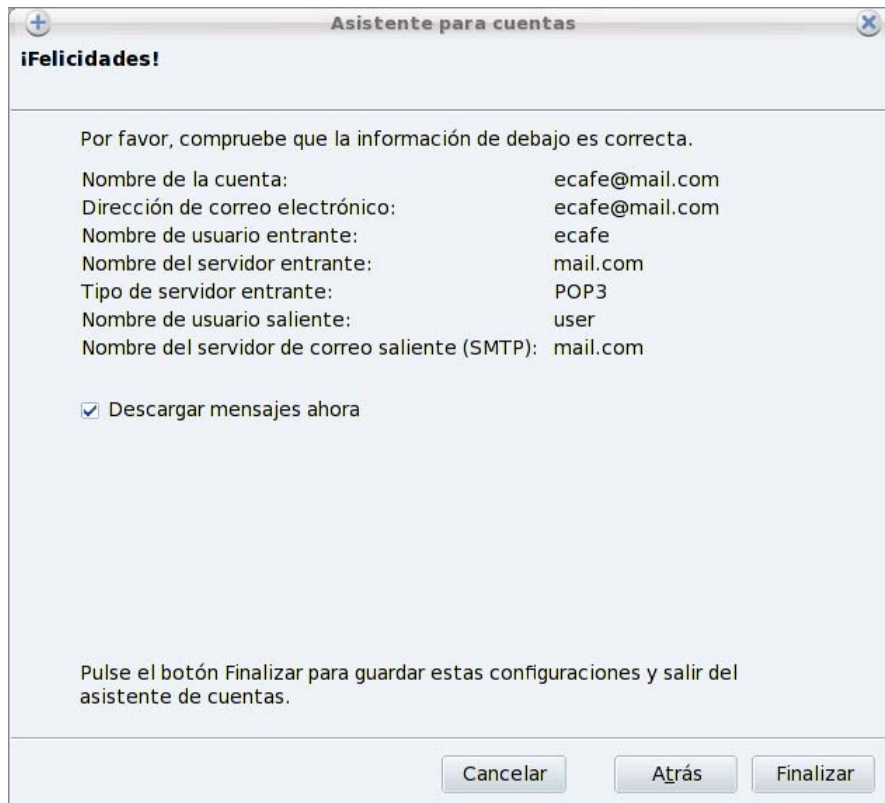 Asistente para cuentas
¡Felicidades!
Por favor, compruebe que la información de debajo es correcta.
Nombre de la cuenta: ecafe@mail.com
Dirección de correo electrónico: ecafe@mail.com
Nombre de usuario entrante: ecafe
Nombre del servidor entrante: mail.com
Tipo de servidor entrante: POP3
Nombre de usuario saliente: user
Nombre del servidor de correo saliente (SMTP): mail.com
Descargar mensajes ahora
Pulse el botón Finalizar para guardar estas configuraciones y salir del
asistente de cuentas.
Cancelar Atrás Finalizar